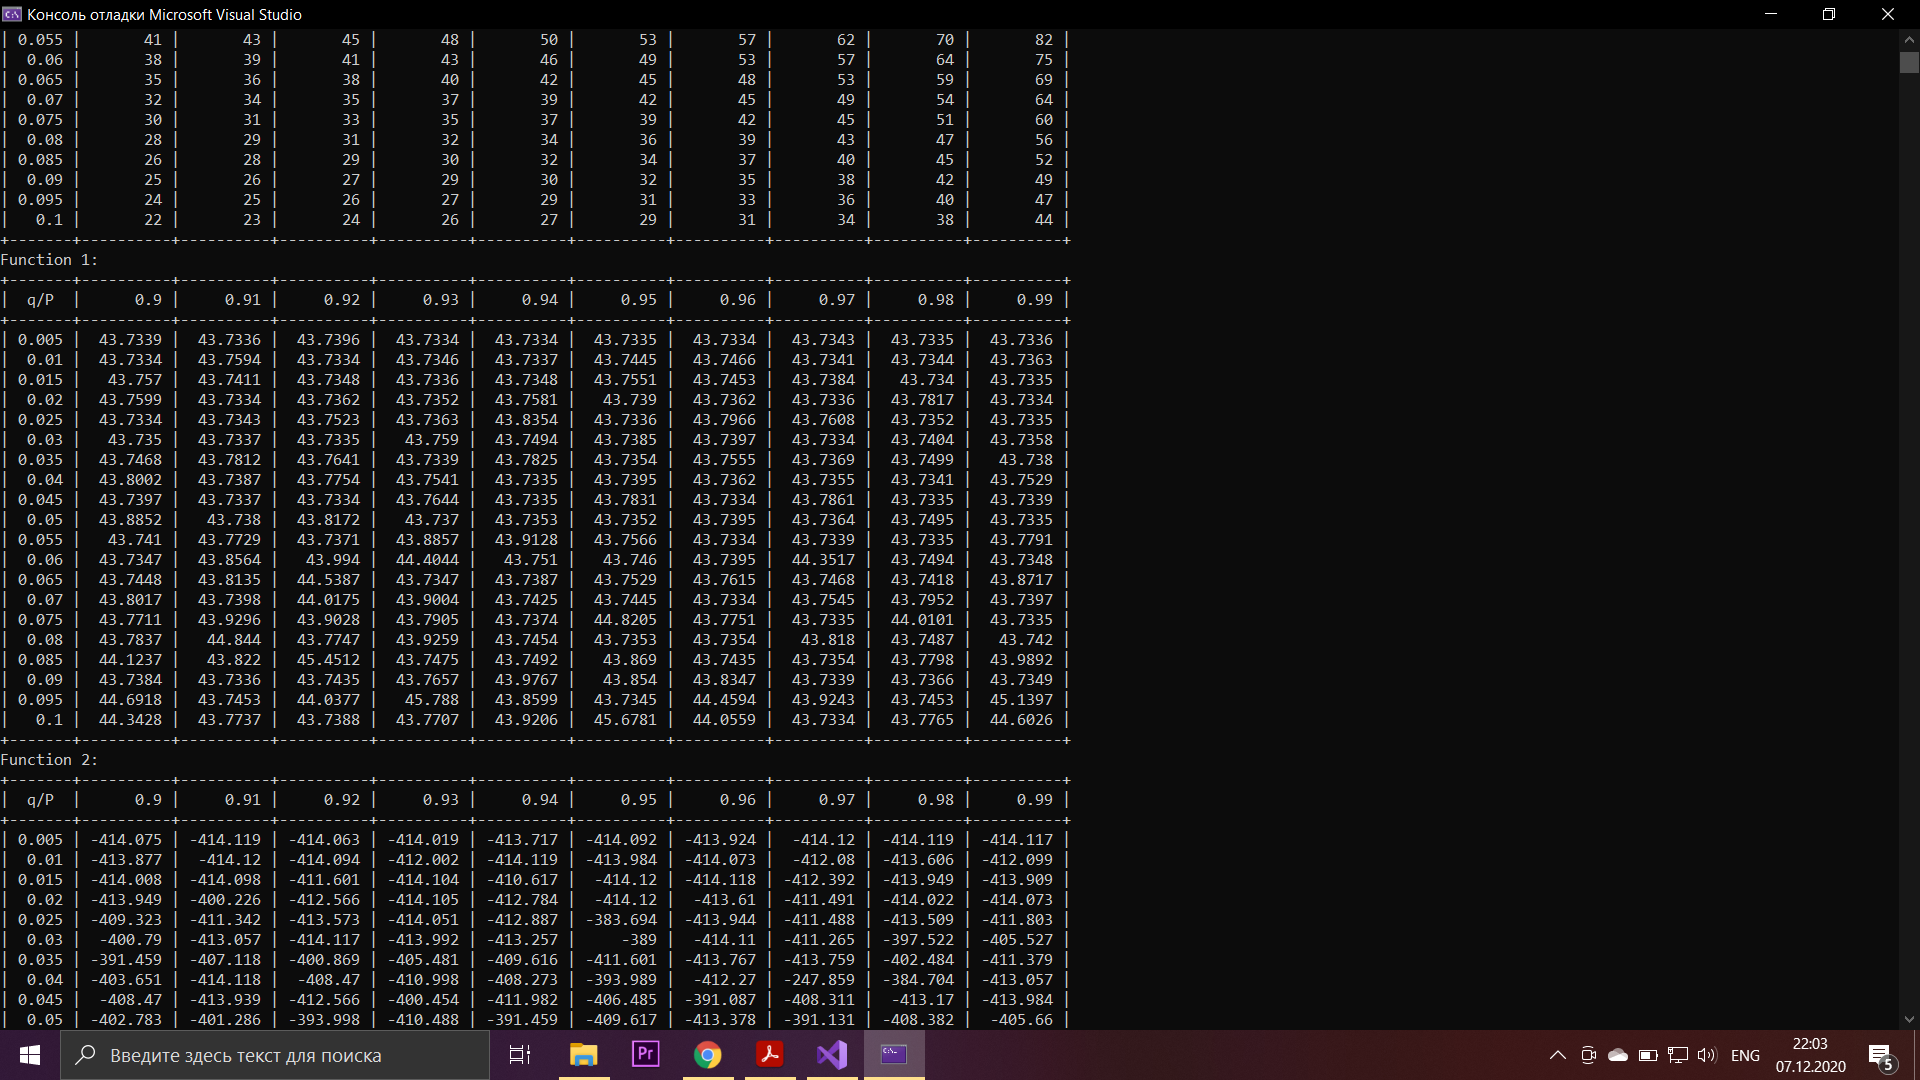 Консоль отладки Microsoft Visual Studio
| 0.055 | 41 | 43 | 45 | 48 | 50 | 53 | 57 | 62 | 70 | 82 |
| 0.06 | 38 | 39 | 41 | 43 | 46 | 49 | 53 | 57 | 64 | 75 |
| 0.065 | 35 | 36 | 38 | 40 | 42 | 45 | 48 | 53 | 59 | 69 |
| 0.07 | 32 | 34 | 35 | 37 | 39 | 42 | 45 | 49 | 54 | 64 |
| 0.075 | 30 | 31 | 33 | 35 | 37 | 39 | 42 | 45 | 51 | 60 |
| 0.08 | 28 | 29 | 31 | 32 | 34 | 36 | 39 | 43 | 47 | 56 |
| 0.085 | 26 | 28 | 29 | 30 | 32 | 34 | 37 | 40 | 45 | 52 |
| 0.09 | 25 | 26 | 27 | 29 | 30 | 32 | 35 | 38 | 42 | 49 |
| 0.095 | 24 | 25 | 26 | 27 | 29 | 31 | 33 | 36 | 40 | 47 |
| 0.1 | 22 | 23 | 24 | 26 | 27 | 29 | 31 | 34 | 38 | 44 |
+-------+----------+----------+----------+----------+----------+----------+----------+----------+----------+----------+
Function 1:
+-------+----------+----------+----------+----------+----------+----------+----------+----------+----------+----------+
| q/P | 0.9 | 0.91 | 0.92 | 0.93 | 0.94 | 0.95 | 0.96 | 0.97 | 0.98 | 0.99 |
+-------+----------+----------+----------+----------+----------+----------+----------+----------+----------+----------+
| 0.005 | 43.7339 | 43.7336 | 43.7396 | 43.7334 | 43.7334 | 43.7335 | 43.7334 | 43.7343 | 43.7335 | 43.7336 |
| 0.01 | 43.7334 | 43.7594 | 43.7334 | 43.7346 | 43.7337 | 43.7445 | 43.7466 | 43.7341 | 43.7344 | 43.7363 |
| 0.015 | 43.757 | 43.7411 | 43.7348 | 43.7336 | 43.7348 | 43.7551 | 43.7453 | 43.7384 | 43.734 | 43.7335 |
| 0.02 | 43.7599 | 43.7334 | 43.7362 | 43.7352 | 43.7581 | 43.739 | 43.7362 | 43.7336 | 43.7817 | 43.7334 |
| 0.025 | 43.7334 | 43.7343 | 43.7523 | 43.7363 | 43.8354 | 43.7336 | 43.7966 | 43.7608 | 43.7352 | 43.7335 |
| 0.03 | 43.735 | 43.7337 | 43.7335 | 43.759 | 43.7494 | 43.7385 | 43.7397 | 43.7334 | 43.7404 | 43.7358 |
| 0.035 | 43.7468 | 43.7812 | 43.7641 | 43.7339 | 43.7825 | 43.7354 | 43.7555 | 43.7369 | 43.7499 | 43.738 |
| 0.04 | 43.8002 | 43.7387 | 43.7754 | 43.7541 | 43.7335 | 43.7395 | 43.7362 | 43.7355 | 43.7341 | 43.7529 |
| 0.045 | 43.7397 | 43.7337 | 43.7334 | 43.7644 | 43.7335 | 43.7831 | 43.7334 | 43.7861 | 43.7335 | 43.7339 |
| 0.05 | 43.8852 | 43.738 | 43.8172 | 43.737 | 43.7353 | 43.7352 | 43.7395 | 43.7364 | 43.7495 | 43.7335 |
| 0.055 | 43.741 | 43.7729 | 43.7371 | 43.8857 | 43.9128 | 43.7566 | 43.7334 | 43.7339 | 43.7335 | 43.7791 |
| 0.06 | 43.7347 | 43.8564 | 43.994 | 44.4044 | 43.751 | 43.746 | 43.7395 | 44.3517 | 43.7494 | 43.7348 |
| 0.065 | 43.7448 | 43.8135 | 44.5387 | 43.7347 | 43.7387 | 43.7529 | 43.7615 | 43.7468 | 43.7418 | 43.8717 |
| 0.07 | 43.8017 | 43.7398 | 44.0175 | 43.9004 | 43.7425 | 43.7445 | 43.7334 | 43.7545 | 43.7952 | 43.7397 |
| 0.075 | 43.7711 | 43.9296 | 43.9028 | 43.7905 | 43.7374 | 44.8205 | 43.7751 | 43.7335 | 44.0101 | 43.7335 |
| 0.08 | 43.7837 | 44.844 | 43.7747 | 43.9259 | 43.7454 | 43.7353 | 43.7354 | 43.818 | 43.7487 | 43.742 |
| 0.085 | 44.1237 | 43.822 | 45.4512 | 43.7475 | 43.7492 | 43.869 | 43.7435 | 43.7354 | 43.7798 | 43.9892 |
| 0.09 | 43.7384 | 43.7336 | 43.7435 | 43.7657 | 43.9767 | 43.854 | 43.8347 | 43.7339 | 43.7366 | 43.7349 |
| 0.095 | 44.6918 | 43.7453 | 44.0377 | 45.788 | 43.8599 | 43.7345 | 44.4594 | 43.9243 | 43.7453 | 45.1397 |
| 0.1 | 44.3428 | 43.7737 | 43.7388 | 43.7707 | 43.9206 | 45.6781 | 44.0559 | 43.7334 | 43.7765 | 44.6026 |
+-------+----------+----------+----------+----------+----------+----------+----------+----------+----------+----------+
Function 2:
+-------+----------+----------+----------+----------+----------+----------+----------+----------+----------+----------+
| q/P | 0.9 | 0.91 | 0.92 | 0.93 | 0.94 | 0.95 | 0.96 | 0.97 | 0.98 | 0.99 |
+-------+----------+----------+----------+----------+----------+----------+----------+----------+----------+----------+
| 0.005 | -414.075 | -414.119 | -414.063 | -414.019 | -413.717 | -414.092 | -413.924 | -414.12 | -414.119 | -414.117 |
| 0.01 | -413.877 | -414.12 | -414.094 | -412.002 | -414.119 | -413.984 | -414.073 | -412.08 | -413.606 | -412.099 |
| 0.015 | -414.008 | -414.098 | -411.601 | -414.104 | -410.617 | -414.12 | -414.118 | -412.392 | -413.949 | -413.909 |
| 0.02 | -413.949 | -400.226 | -412.566 | -414.105 | -412.784 | -414.12 | -413.61 | -411.491 | -414.022 | -414.073 |
| 0.025 | -409.323 | -411.342 | -413.573 | -414.051 | -412.887 | -383.694 | -413.944 | -411.488 | -413.509 | -411.803 |
| 0.03 | -400.79 | -413.057 | -414.117 | -413.992 | -413.257 | -389 | -414.11 | -411.265 | -397.522 | -405.527 |
| 0.035 | -391.459 | -407.118 | -400.869 | -405.481 | -409.616 | -411.601 | -413.767 | -413.759 | -402.484 | -411.379 |
| 0.04 | -403.651 | -414.118 | -408.47 | -410.998 | -408.273 | -393.989 | -412.27 | -247.859 | -384.704 | -413.057 |
| 0.045 | -408.47 | -413.939 | -412.566 | -400.454 | -411.982 | -406.485 | -391.087 | -408.311 | -413.17 | -413.984 |
| 0.05 | -402.783 | -401.286 | -393.998 | -410.488 | -391.459 | -409.617 | -413.378 | -391.131 | -408.382 | -405.66 |
Введите здесь текст для поиска
Pr
ENG
22:03
07.12.2020
5